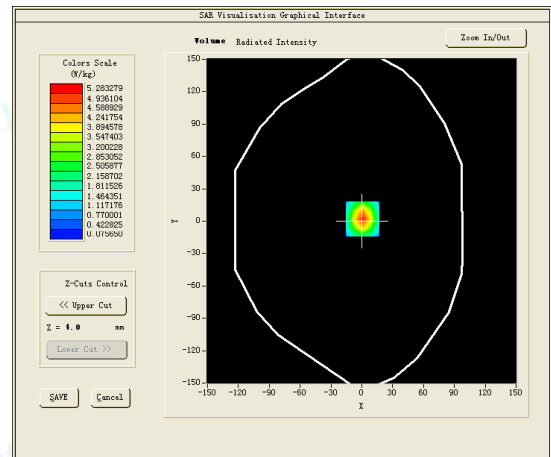 SAR Visualisation Graphical Interface
Volume Radiated Intensity
Zoom In/Out
Colors Scale
(W/kg)
5.283279
4.936104
4.588929
4.241754
3.894578
3.547403
3.200228
2.853052
2.505877
2.158702
1.811526
1.464351
1.117176
0.770001
0.422825
0.075650
Z-Cuts Control
<< Upper Cut
Z = 4.0 mm
Lower Cut >>
SAVE Cancel
150
120
90
60
30
0
-30
-60
-90
-120
-150
Y
-150 -120 -90 -60 -30 0 30 60 90 120 150
X